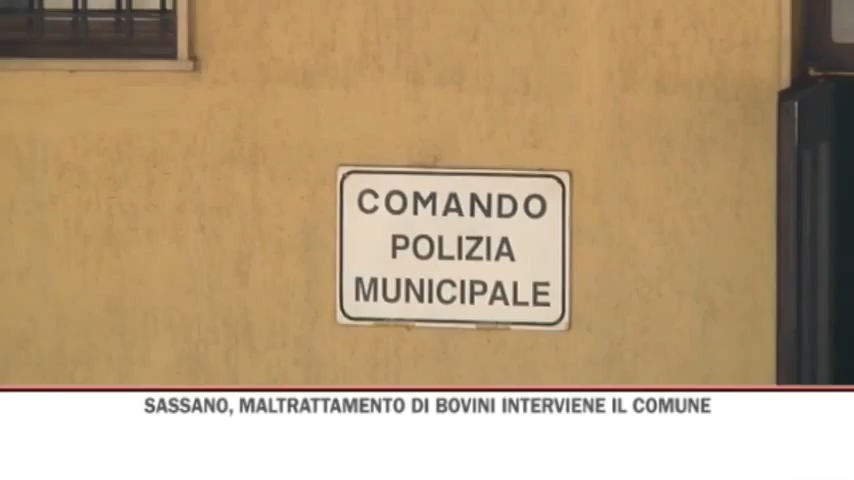 COMANDO
POLIZIA
MUNICIPALE
SASSANO, MALTRATTAMENTO DI BOVINI INTERVIENE IL COMUNE